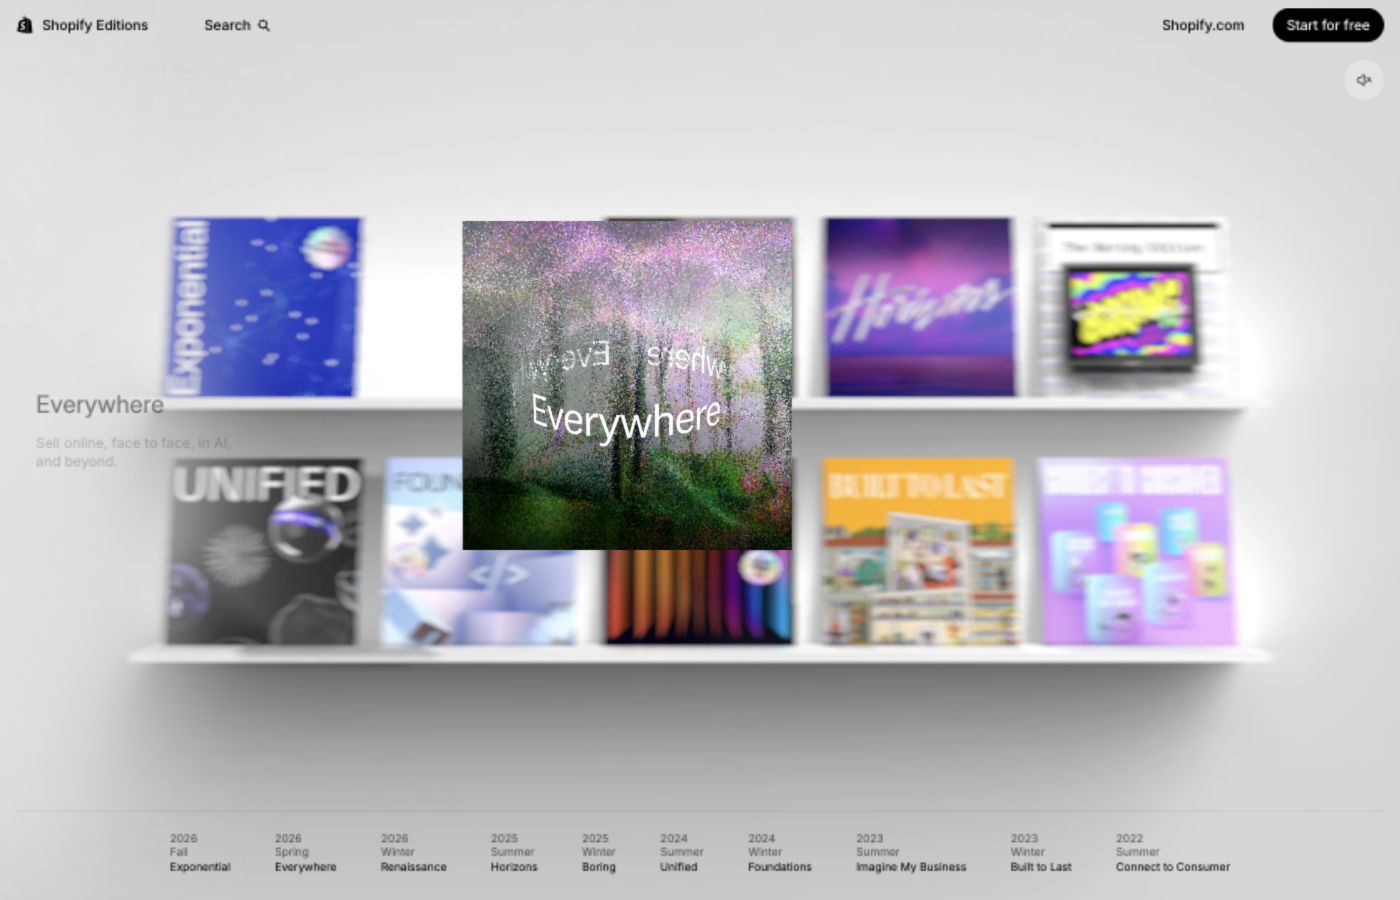 Shopify Editions
Search
Shopify.com
Start for free
Exponential
Horizons
Eve
where
Everywhere
Everywhere
Sell online, face to face, in AI,
and beyond.
UNIFIED
FOUN
</>
BUILT TO LAST
2026
Fall
Exponential
2026
Spring
Everywhere
2026
Winter
Renaissance
2025
Summer
Horizons
2025
Winter
Boring
2024
Summer
Unified
2024
Winter
Foundations
2023
Summer
Imagine My Business
2023
Winter
Built to Last
2022
Summer
Connect to Consumer